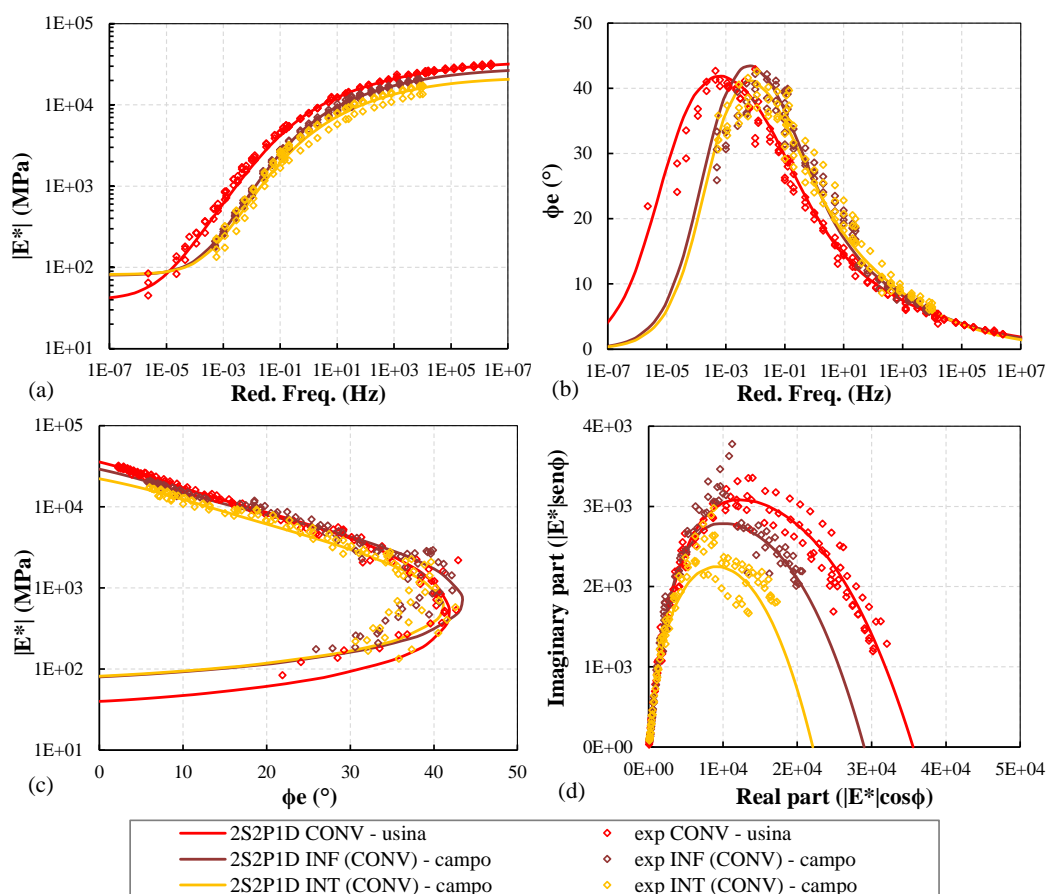 1E+05
1E+04
1E+03
1E+02
1E+01
|E*| (MPa)
1E-07 1E-05 1E-03 1E-01 1E+01 1E+03 1E+05 1E+07
(a)
Red. Freq. (Hz)
50
40
30
20
10
0
ϕe (°)
1E-07 1E-05 1E-03 1E-01 1E+01 1E+03 1E+05 1E+07
(b)
Red. Freq. (Hz)
1E+05
1E+04
1E+03
1E+02
1E+01
|E*| (MPa)
0 10 20 30 40 50
(c)
ϕe (°)
4E+03
3E+03
2E+03
1E+03
0E+00
Imaginary part (|E*|senϕ)
0E+00 1E+04 2E+04 3E+04 4E+04 5E+04
(d)
Real part (|E*|cosϕ)
2S2P1D CONV - usina exp CONV - usina
2S2P1D INF (CONV) - campo exp INF (CONV) - campo
2S2P1D INT (CONV) - campo exp INT (CONV) - campo